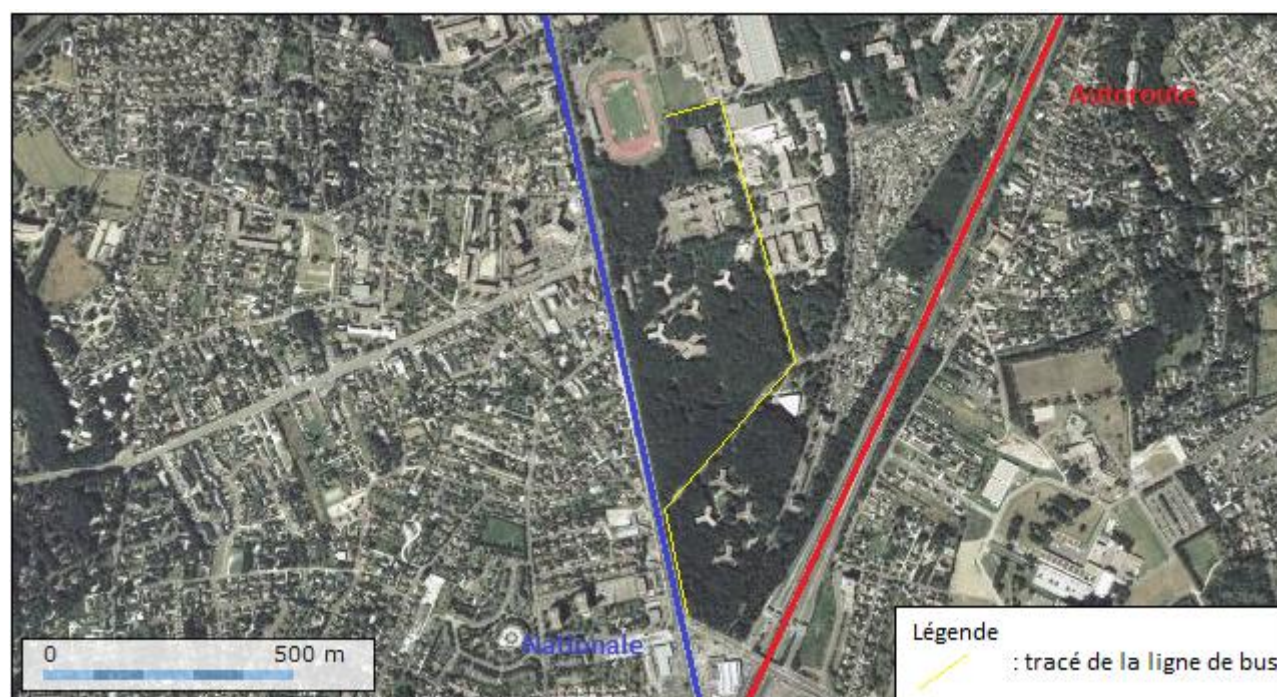 Autoroute
Légende
: tracé de la ligne de bus
Nationale
0 500 m